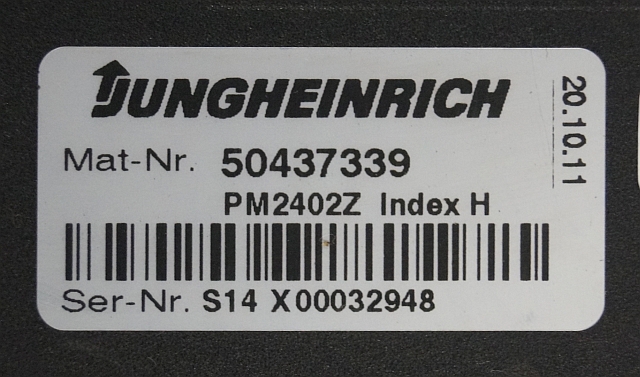 JUNGHEINRICH
Mat-Nr. 50437339
PM2402Z Index H
Ser-Nr. S14 X00032948
20.10.11